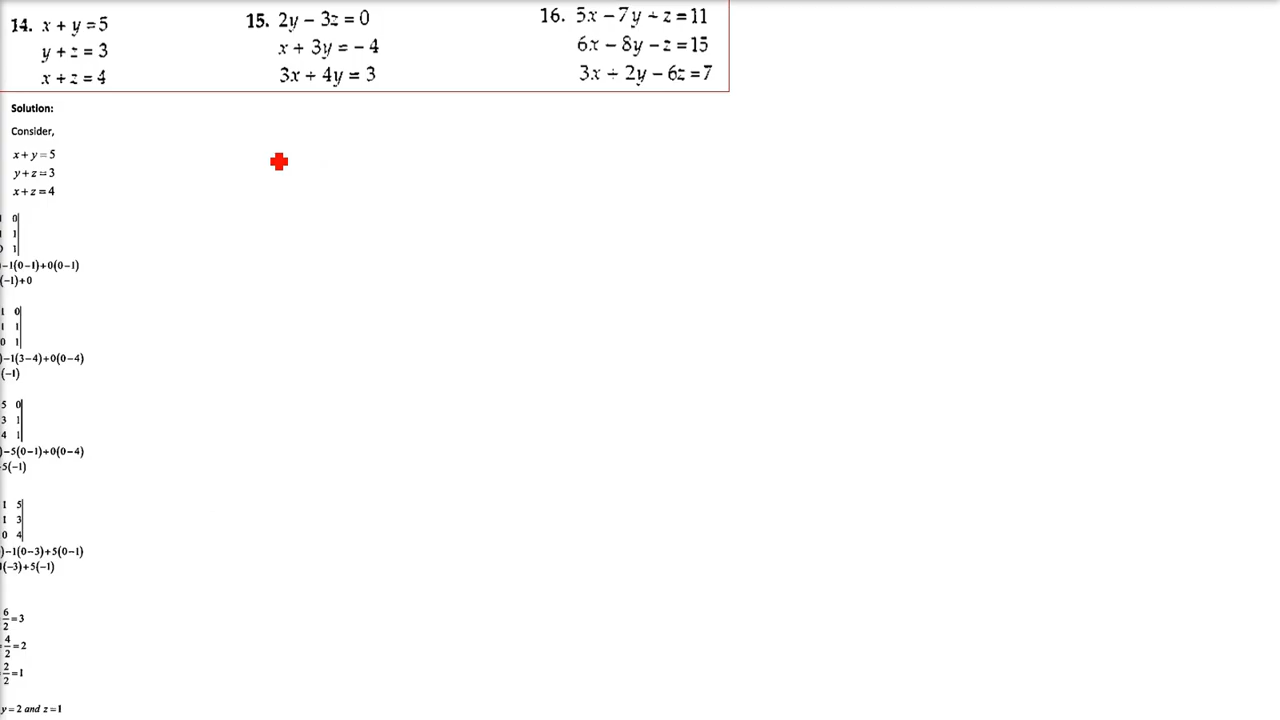 14. x + y = 5
y + z = 3
x + z = 4
15. 2y − 3z = 0
x + 3y = − 4
3x + 4y = 3
16. 5x − 7y + z = 11
6x − 8y − z = 15
3x + 2y − 6z = 7
Solution:
Consider,
x + y = 5
y + z = 3
x + z = 4
0|
1 1|
0 1|
)−1(0−1)+0(0−1)
(−1)+0
1 0|
1 1|
0 1|
)−1(3−4)+0(0−4)
(−1)
5 0|
3 1|
4 1|
)−5(0−1)+0(0−4)
5(−1)
1 5|
1 3|
0 4|
)−1(0−3)+5(0−1)
(−3)+5(−1)
6/2 = 3
4/2 = 2
2/2 = 1
y = 2 and z = 1